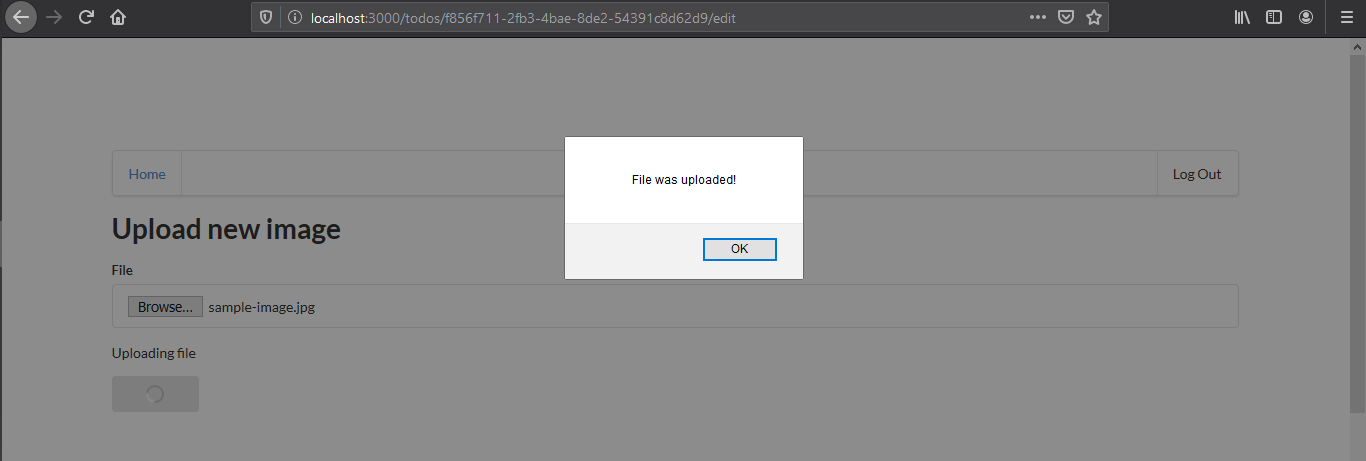 localhost:3000/todos/f856f711-2fb3-4bae-8de2-54391c8d62d9/edit
Home
Log Out
File was uploaded!
OK
Upload new image
File
Browse... sample-image.jpg
Uploading file